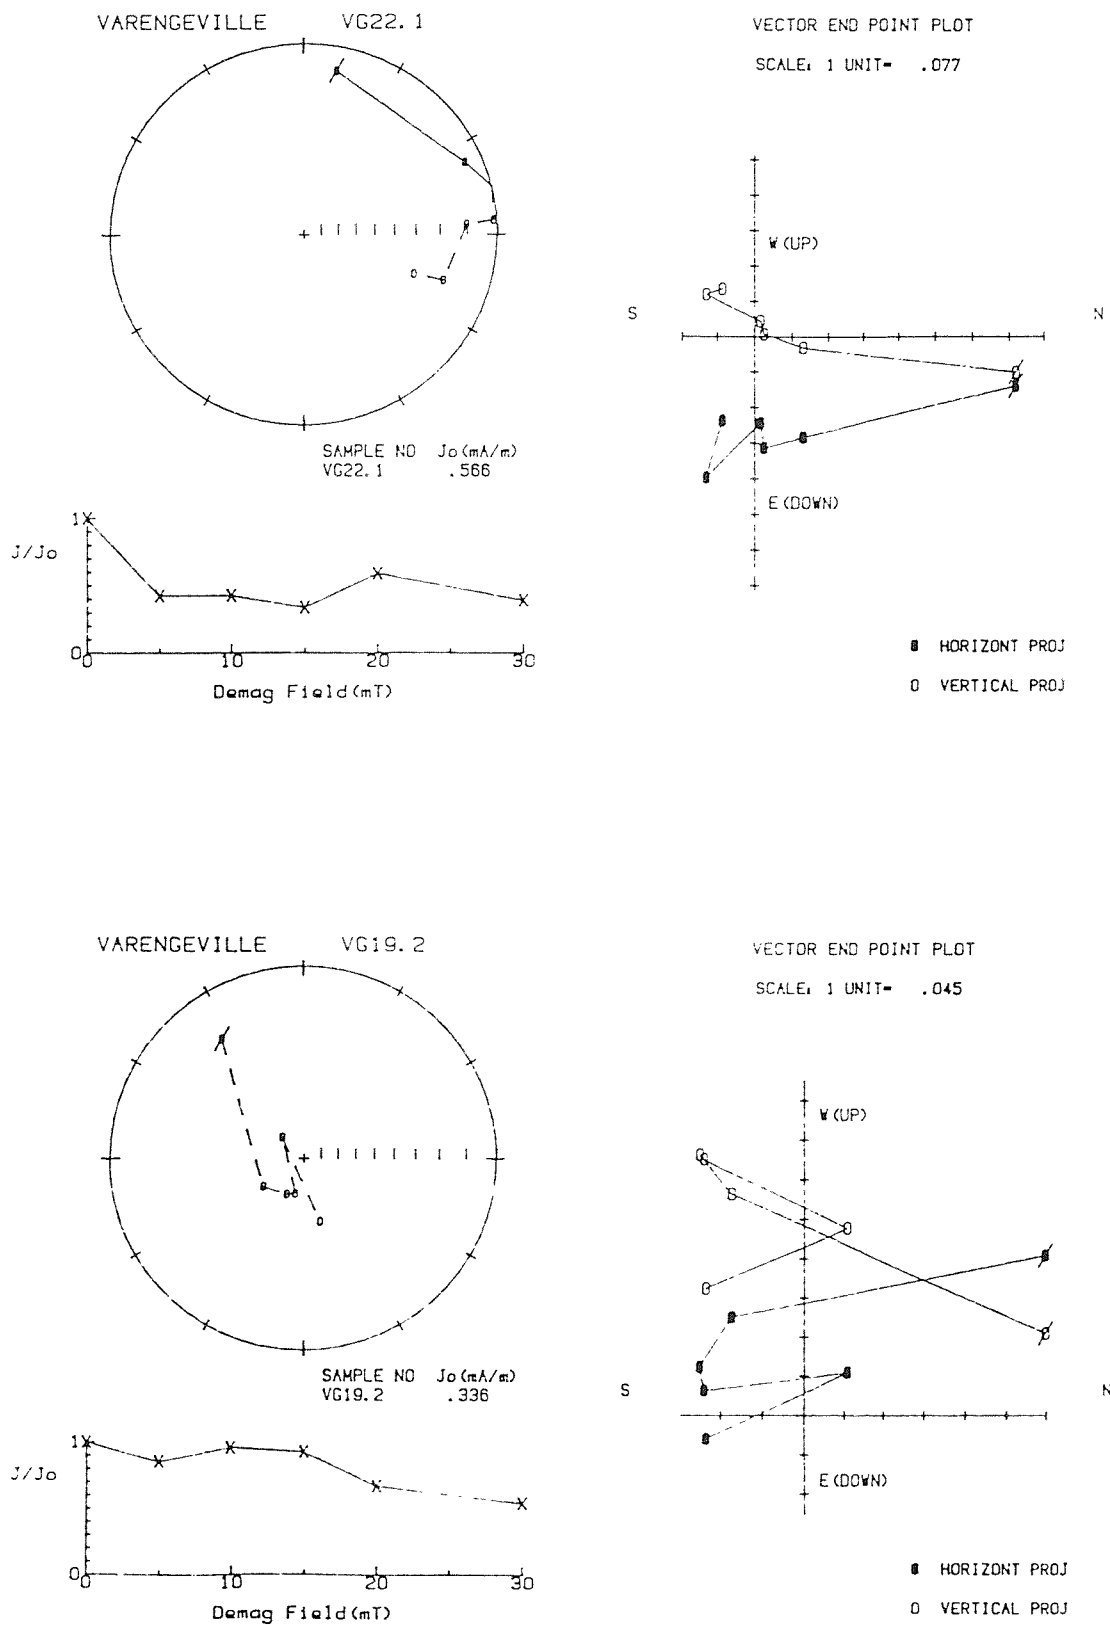 VARENGEVILLE VG22.1
VECTOR END POINT PLOT
SCALE: 1 UNIT= .077
W(UP)
S N
E(DOWN)
SAMPLE NO Jo(mA/m)
VG22.1 .566
1
J/Jo
0
0 10 20 30
Demag Field(mT)
HORIZONT PROJ
VERTICAL PROJ
VARENGEVILLE VG19.2
VECTOR END POINT PLOT
SCALE: 1 UNIT= .045
W(UP)
S N
E(DOWN)
SAMPLE NO Jo(mA/m)
VG19.2 .336
1
J/Jo
0
0 10 20 30
Demag Field(mT)
HORIZONT PROJ
VERTICAL PROJ